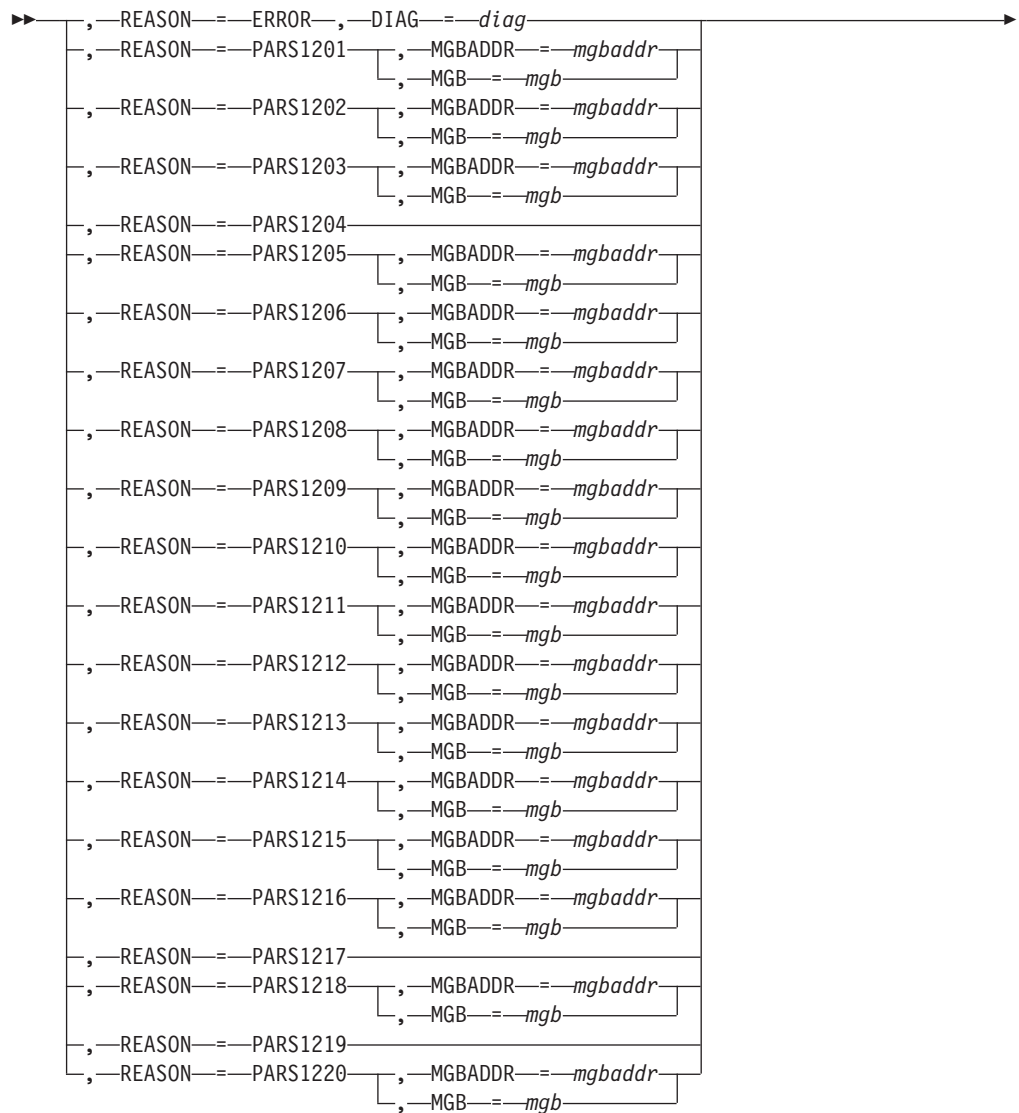 , REASON = ERROR , DIAG = diag
, REASON = PARS1201 , MGBADDR = mgbaddr
, MGB = mgb
, REASON = PARS1202 , MGBADDR = mgbaddr
, MGB = mgb
, REASON = PARS1203 , MGBADDR = mgbaddr
, MGB = mgb
, REASON = PARS1204
, REASON = PARS1205 , MGBADDR = mgbaddr
, MGB = mgb
, REASON = PARS1206 , MGBADDR = mgbaddr
, MGB = mgb
, REASON = PARS1207 , MGBADDR = mgbaddr
, MGB = mgb
, REASON = PARS1208 , MGBADDR = mgbaddr
, MGB = mgb
, REASON = PARS1209 , MGBADDR = mgbaddr
, MGB = mgb
, REASON = PARS1210 , MGBADDR = mgbaddr
, MGB = mgb
, REASON = PARS1211 , MGBADDR = mgbaddr
, MGB = mgb
, REASON = PARS1212 , MGBADDR = mgbaddr
, MGB = mgb
, REASON = PARS1213 , MGBADDR = mgbaddr
, MGB = mgb
, REASON = PARS1214 , MGBADDR = mgbaddr
, MGB = mgb
, REASON = PARS1215 , MGBADDR = mgbaddr
, MGB = mgb
, REASON = PARS1216 , MGBADDR = mgbaddr
, MGB = mgb
, REASON = PARS1217
, REASON = PARS1218 , MGBADDR = mgbaddr
, MGB = mgb
, REASON = PARS1219
, REASON = PARS1220 , MGBADDR = mgbaddr
, MGB = mgb